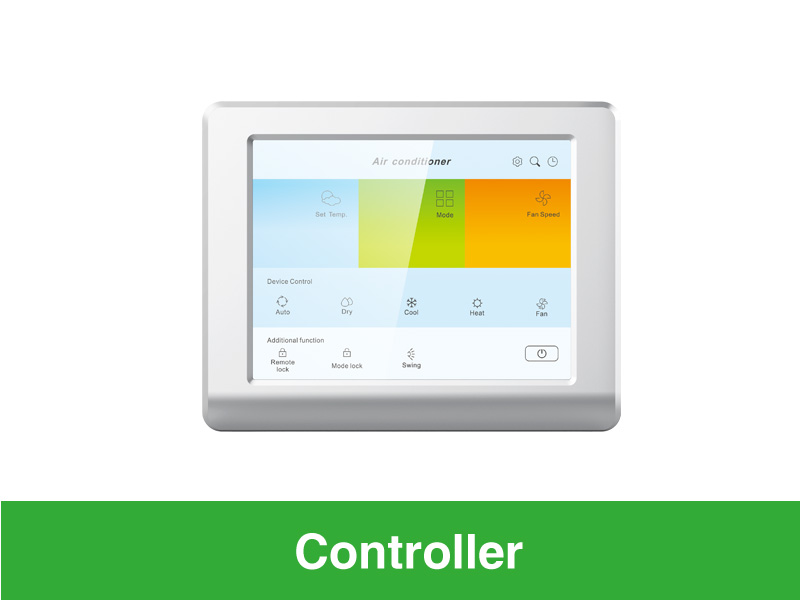 Air conditioner
Set Temp.
Mode
Fan Speed
Device Control
Auto
Dry
Cool
Heat
Fan
Additional function
Remote
lock
Mode lock
Swing
Controller